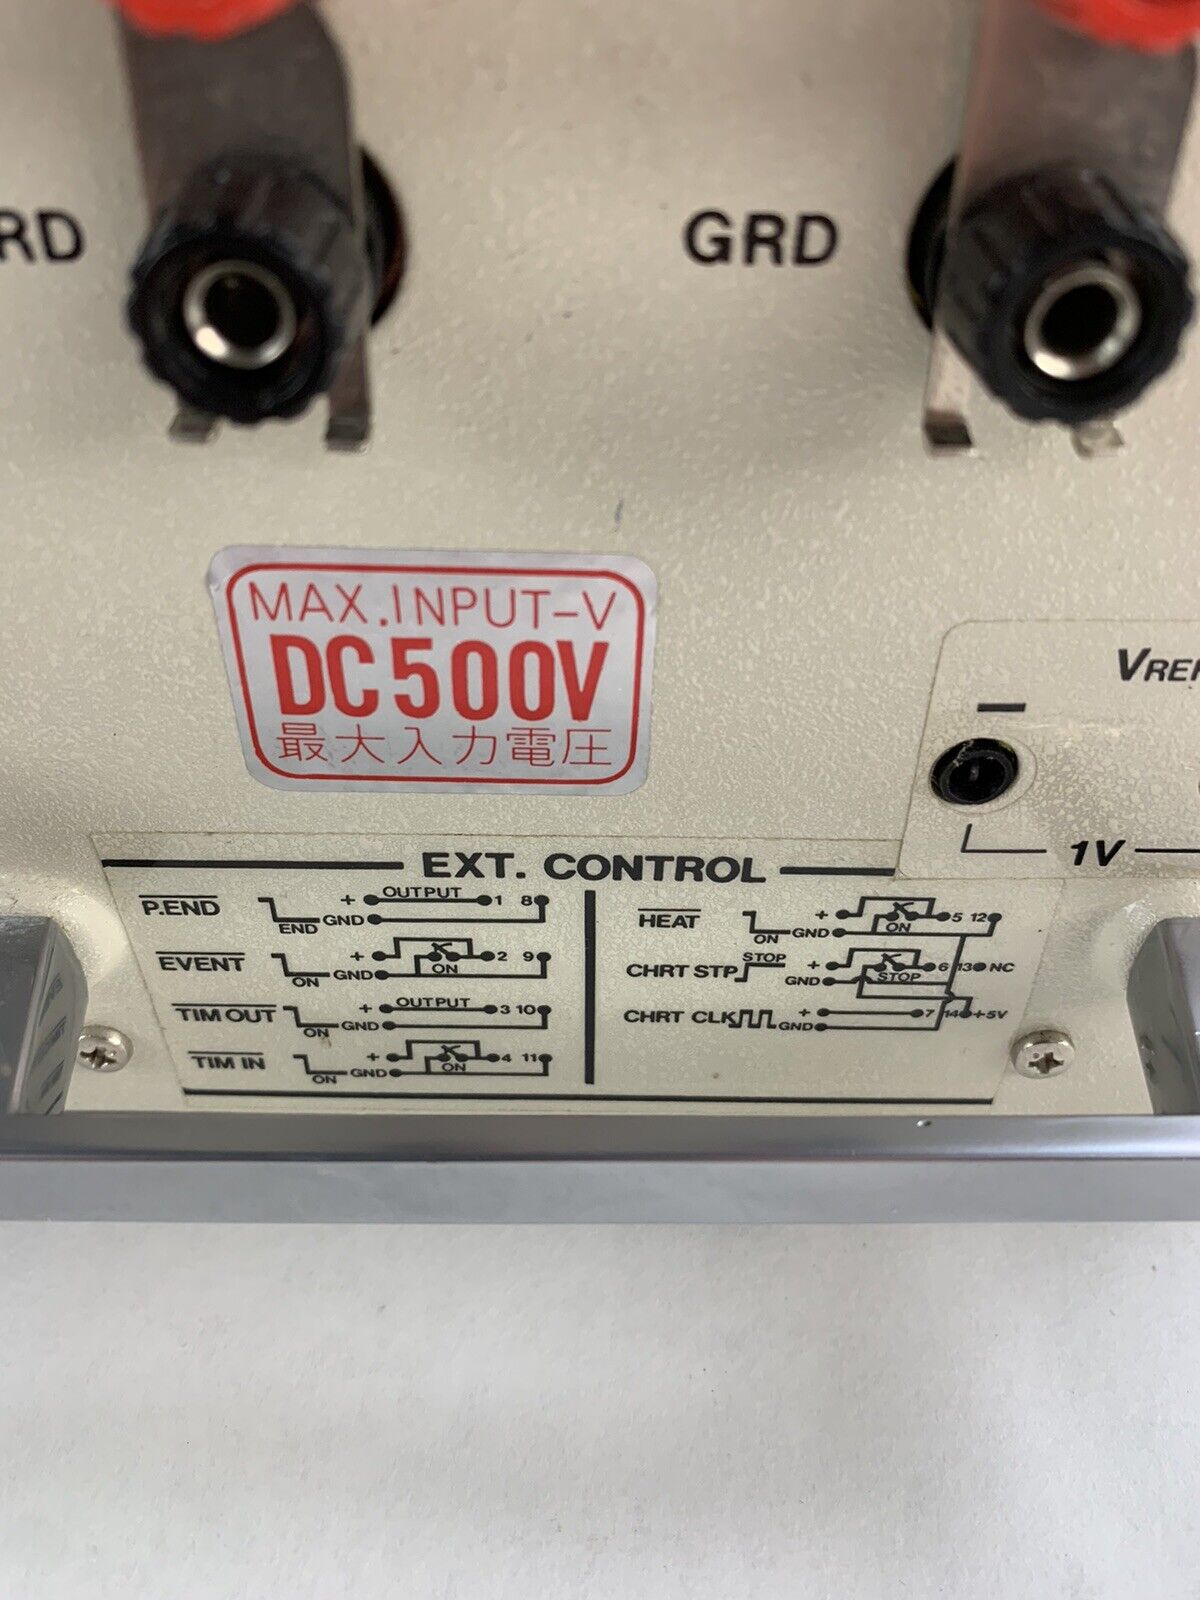 RD
GRD
MAX.INPUT-V
DC500V
最大入力電圧
1V
EXT. CONTROL
P.END END + OUTPUT 1 8 GND
EVENT ON + ON 2 9 GND
TIM OUT ON + OUTPUT 3 10 GND
TIM IN ON + ON 4 11 GND
HEAT ON + ON 5 12 GND
CHRT STP STOP + STOP 6 13 NC GND
CHRT CLK + 7 14 +5V GND